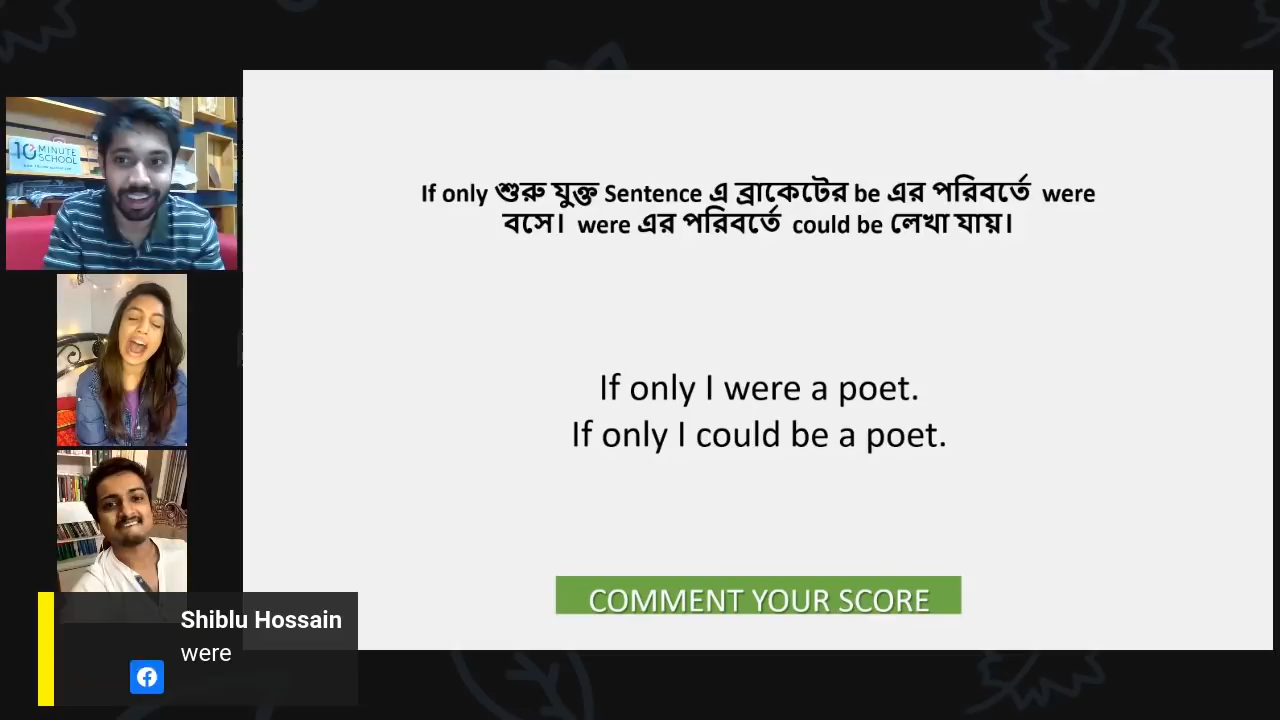 10 MINUTE
SCHOOL
If only শুরু যুক্ত Sentence এ ব্রাকেটের be এর পরিবর্তে were
বসে। were এর পরিবর্তে could be লেখা যায়।
If only I were a poet.
If only I could be a poet.
COMMENT YOUR SCORE
Shiblu Hossain
were